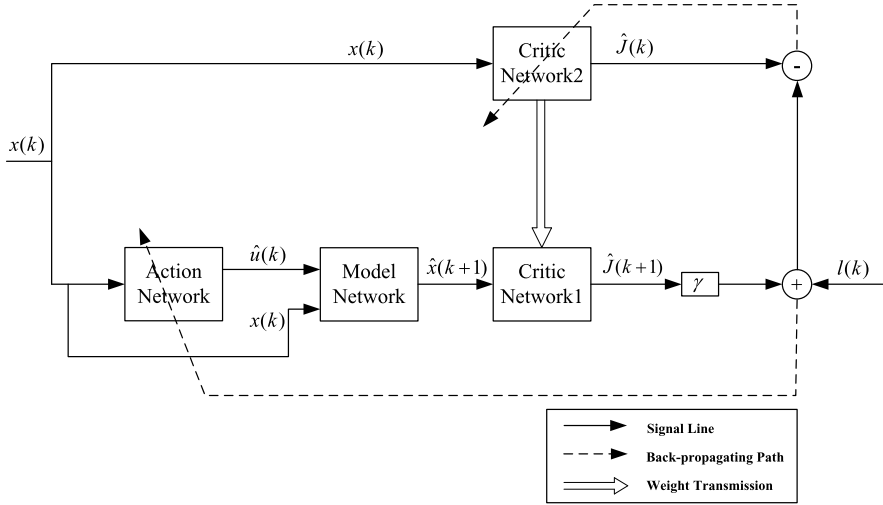 x(k)
Critic
Network2
Ĵ(k)
-
x(k)
Action
Network
û(k)
x(k)
Model
Network
x̂(k+1)
Critic
Network1
Ĵ(k+1)
γ
+
l(k)
Signal Line
Back-propagating Path
Weight Transmission